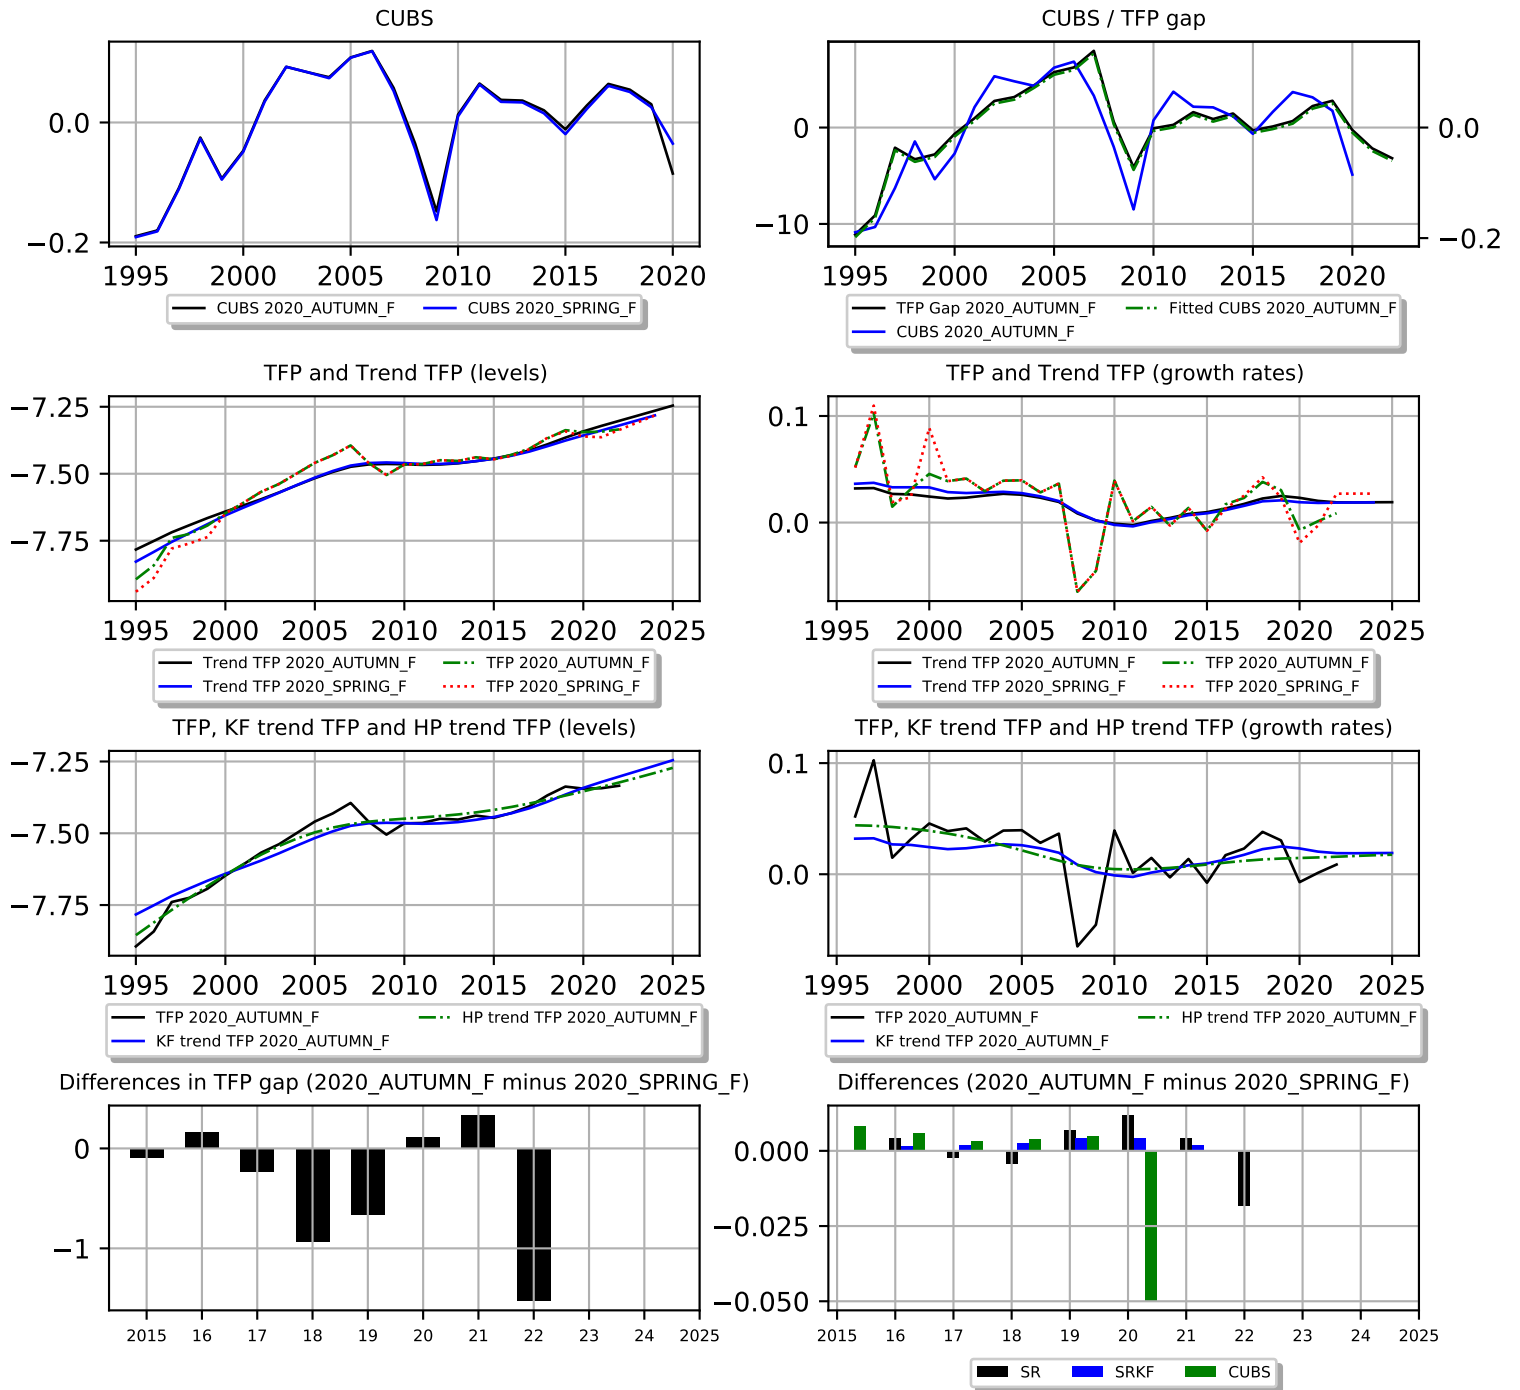 CUBS
0.0
−0.2
1995 2000 2005 2010 2015 2020
CUBS 2020_AUTUMN_F CUBS 2020_SPRING_F
CUBS / TFP gap
0
−10
0.0
−0.2
1995 2000 2005 2010 2015 2020
TFP Gap 2020_AUTUMN_F Fitted CUBS 2020_AUTUMN_F
CUBS 2020_AUTUMN_F
TFP and Trend TFP (levels)
−7.25
−7.50
−7.75
1995 2000 2005 2010 2015 2020 2025
Trend TFP 2020_AUTUMN_F TFP 2020_AUTUMN_F
Trend TFP 2020_SPRING_F TFP 2020_SPRING_F
TFP and Trend TFP (growth rates)
0.1
0.0
1995 2000 2005 2010 2015 2020 2025
Trend TFP 2020_AUTUMN_F TFP 2020_AUTUMN_F
Trend TFP 2020_SPRING_F TFP 2020_SPRING_F
TFP, KF trend TFP and HP trend TFP (levels)
−7.25
−7.50
−7.75
1995 2000 2005 2010 2015 2020 2025
TFP 2020_AUTUMN_F HP trend TFP 2020_AUTUMN_F
KF trend TFP 2020_AUTUMN_F
TFP, KF trend TFP and HP trend TFP (growth rates)
0.1
0.0
1995 2000 2005 2010 2015 2020 2025
TFP 2020_AUTUMN_F HP trend TFP 2020_AUTUMN_F
KF trend TFP 2020_AUTUMN_F
Differences in TFP gap (2020_AUTUMN_F minus 2020_SPRING_F)
0
−1
2015 16 17 18 19 20 21 22 23 24 2025
Differences (2020_AUTUMN_F minus 2020_SPRING_F)
0.000
−0.025
−0.050
2015 16 17 18 19 20 21 22 23 24 2025
SR SRKF CUBS